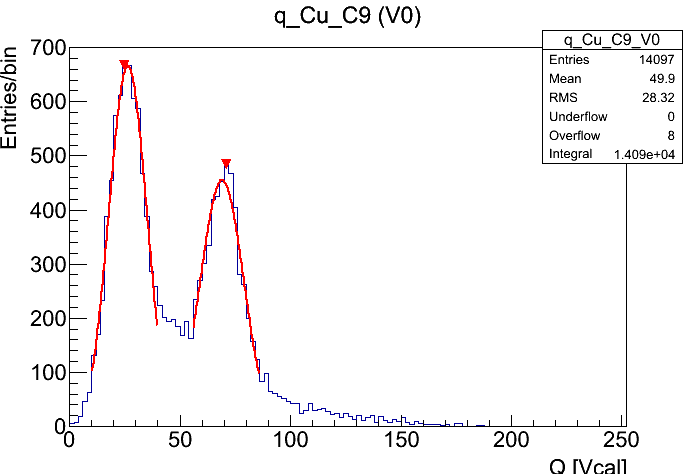 q_Cu_C9 (V0)
Entries/bin
q_Cu_C9_V0
Entries 14097
Mean 49.9
RMS 28.32
Underflow 0
Overflow 8
Integral 1.409e+04
700
600
500
400
300
200
100
0
0 50 100 150 200 250
Q [Vcal]